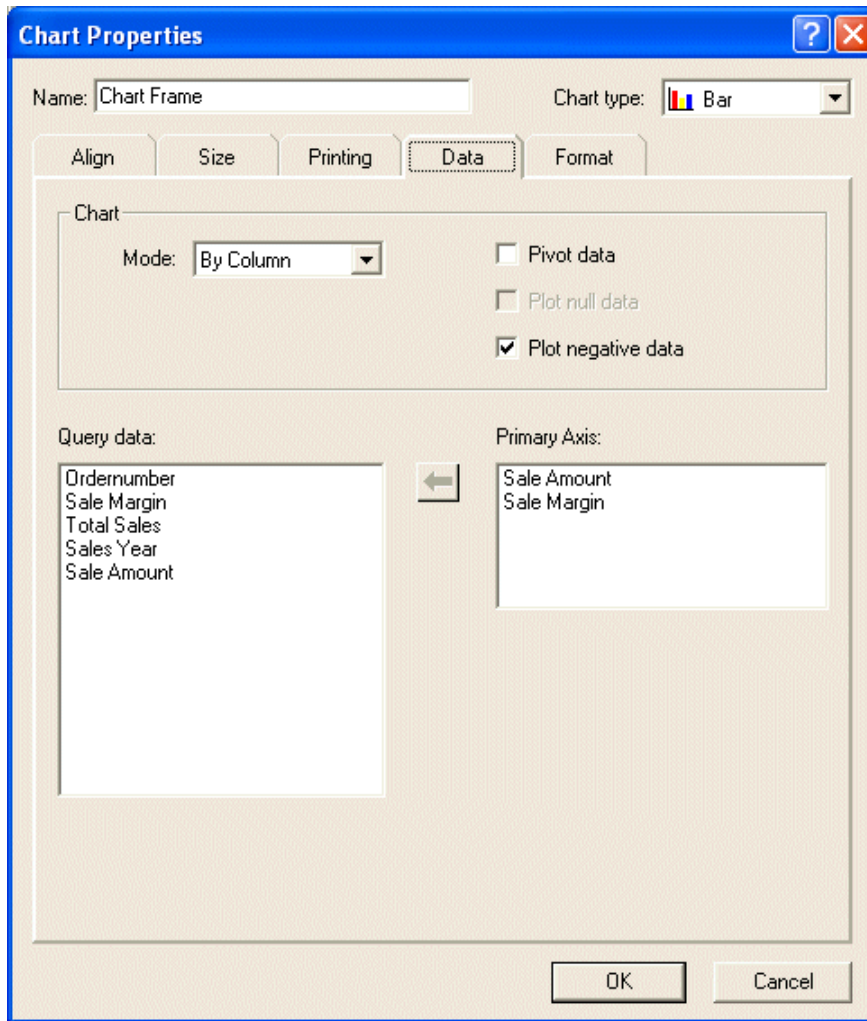 Chart Properties
?
Name: Chart Frame Chart type: Bar
Align Size Printing Data Format
Chart
Mode: By Column Pivot data
Plot null data
Plot negative data
Query data: Primary Axis:
Ordernumber Sale Amount
Sale Margin Sale Margin
Total Sales
Sales Year
Sale Amount
OK Cancel